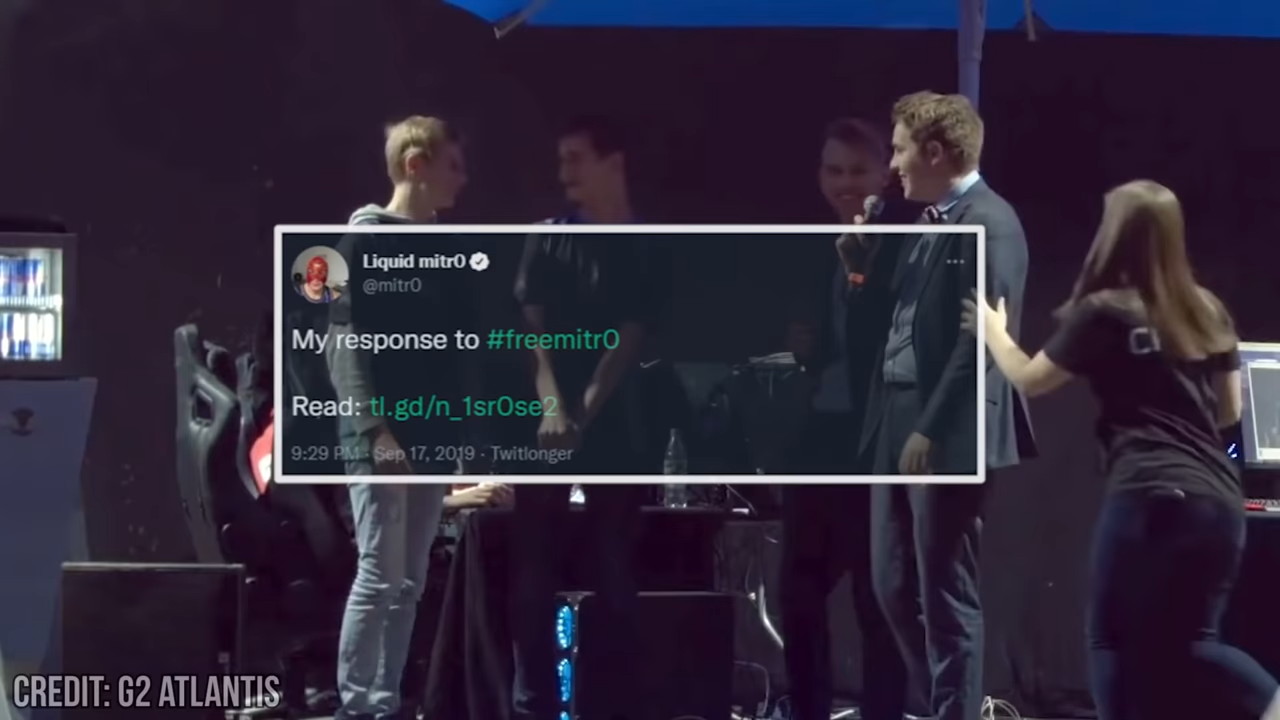 Liquid mitr0
@mitr0
My response to #freemitr0
Read: tl.gd/n_1sr0se2
9:29 PM · Sep 17, 2019 · Twitlonger
CREDIT: G2 ATLANTIS